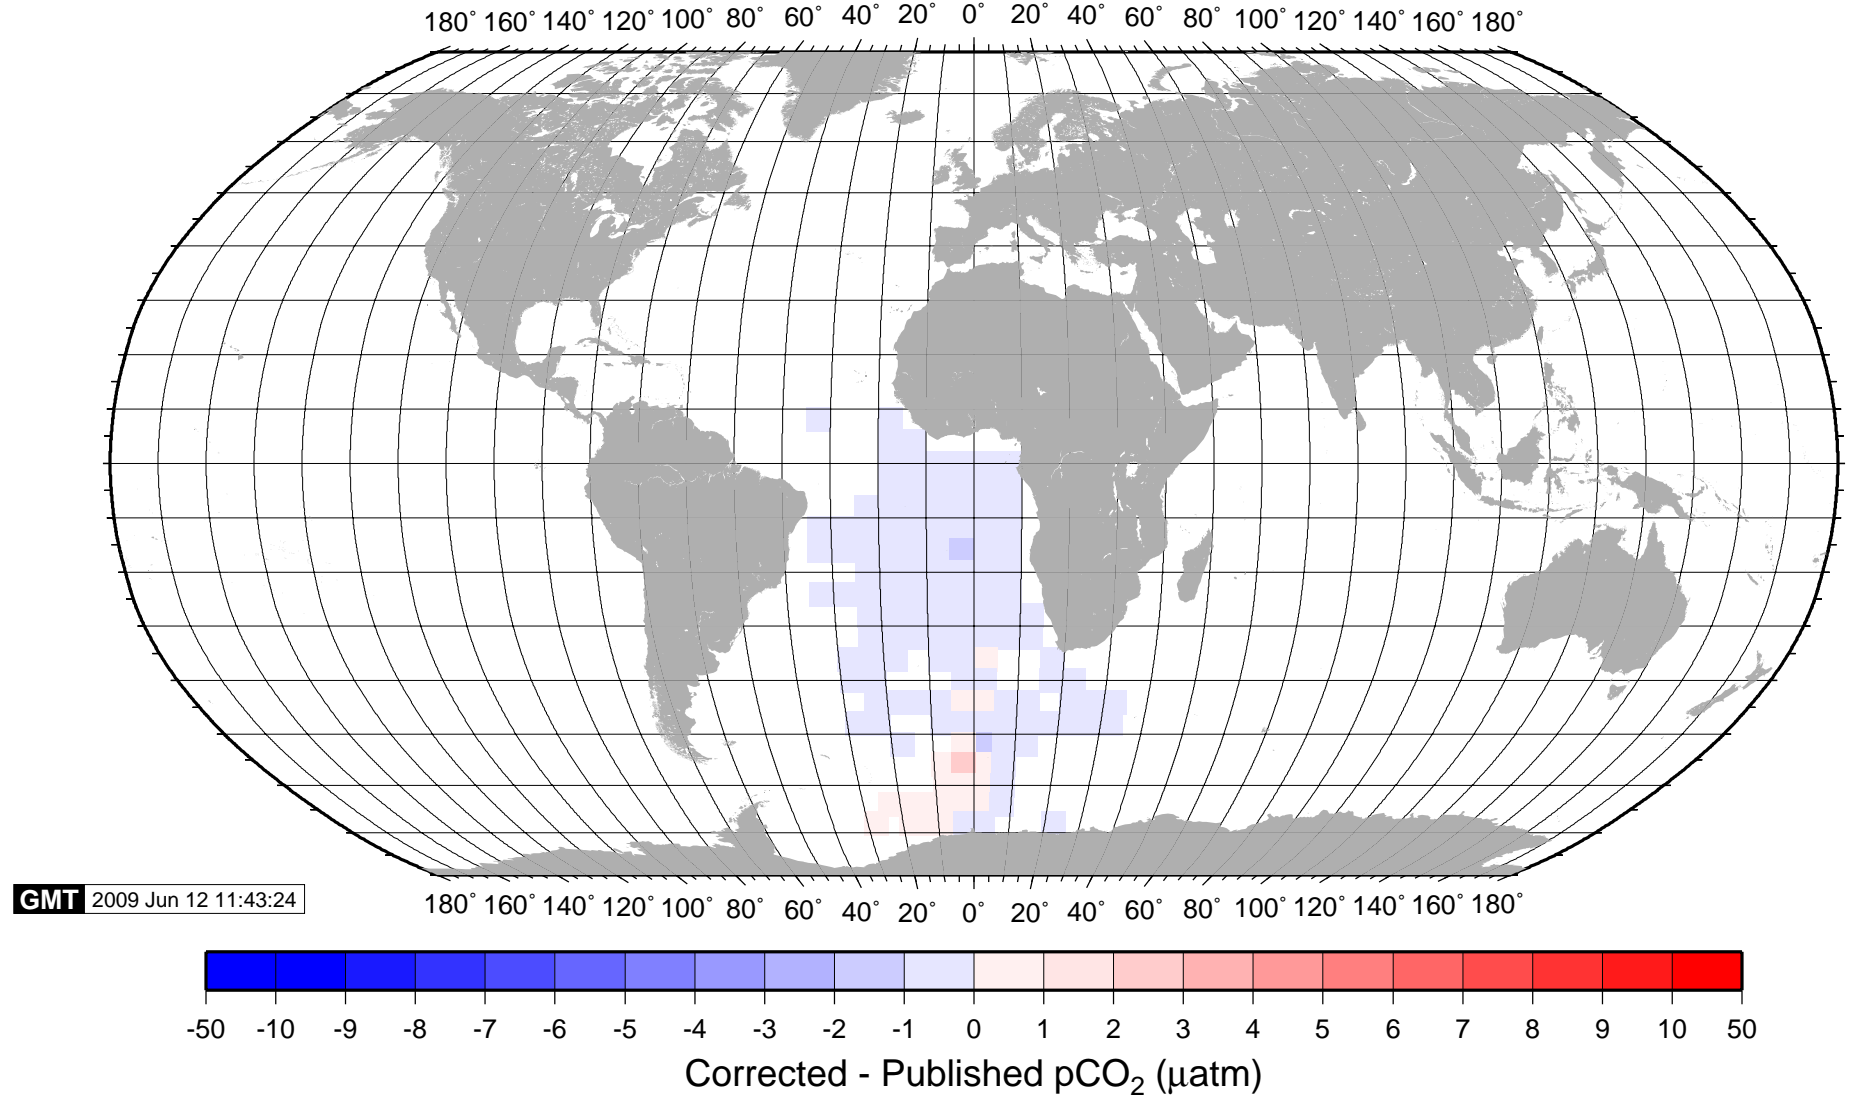 180˚ 160˚ 140˚ 120˚ 100˚ 80˚ 60˚ 40˚ 20˚ 0˚ 20˚ 40˚ 60˚ 80˚ 100˚ 120˚ 140˚ 160˚ 180˚
180˚ 160˚ 140˚ 120˚ 100˚ 80˚ 60˚ 40˚ 20˚ 0˚ 20˚ 40˚ 60˚ 80˚ 100˚ 120˚ 140˚ 160˚ 180˚
GMT 2009 Jun 12 11:43:24
-50 -10 -9 -8 -7 -6 -5 -4 -3 -2 -1 0 1 2 3 4 5 6 7 8 9 10 50
Corrected - Published pCO₂ (μatm)